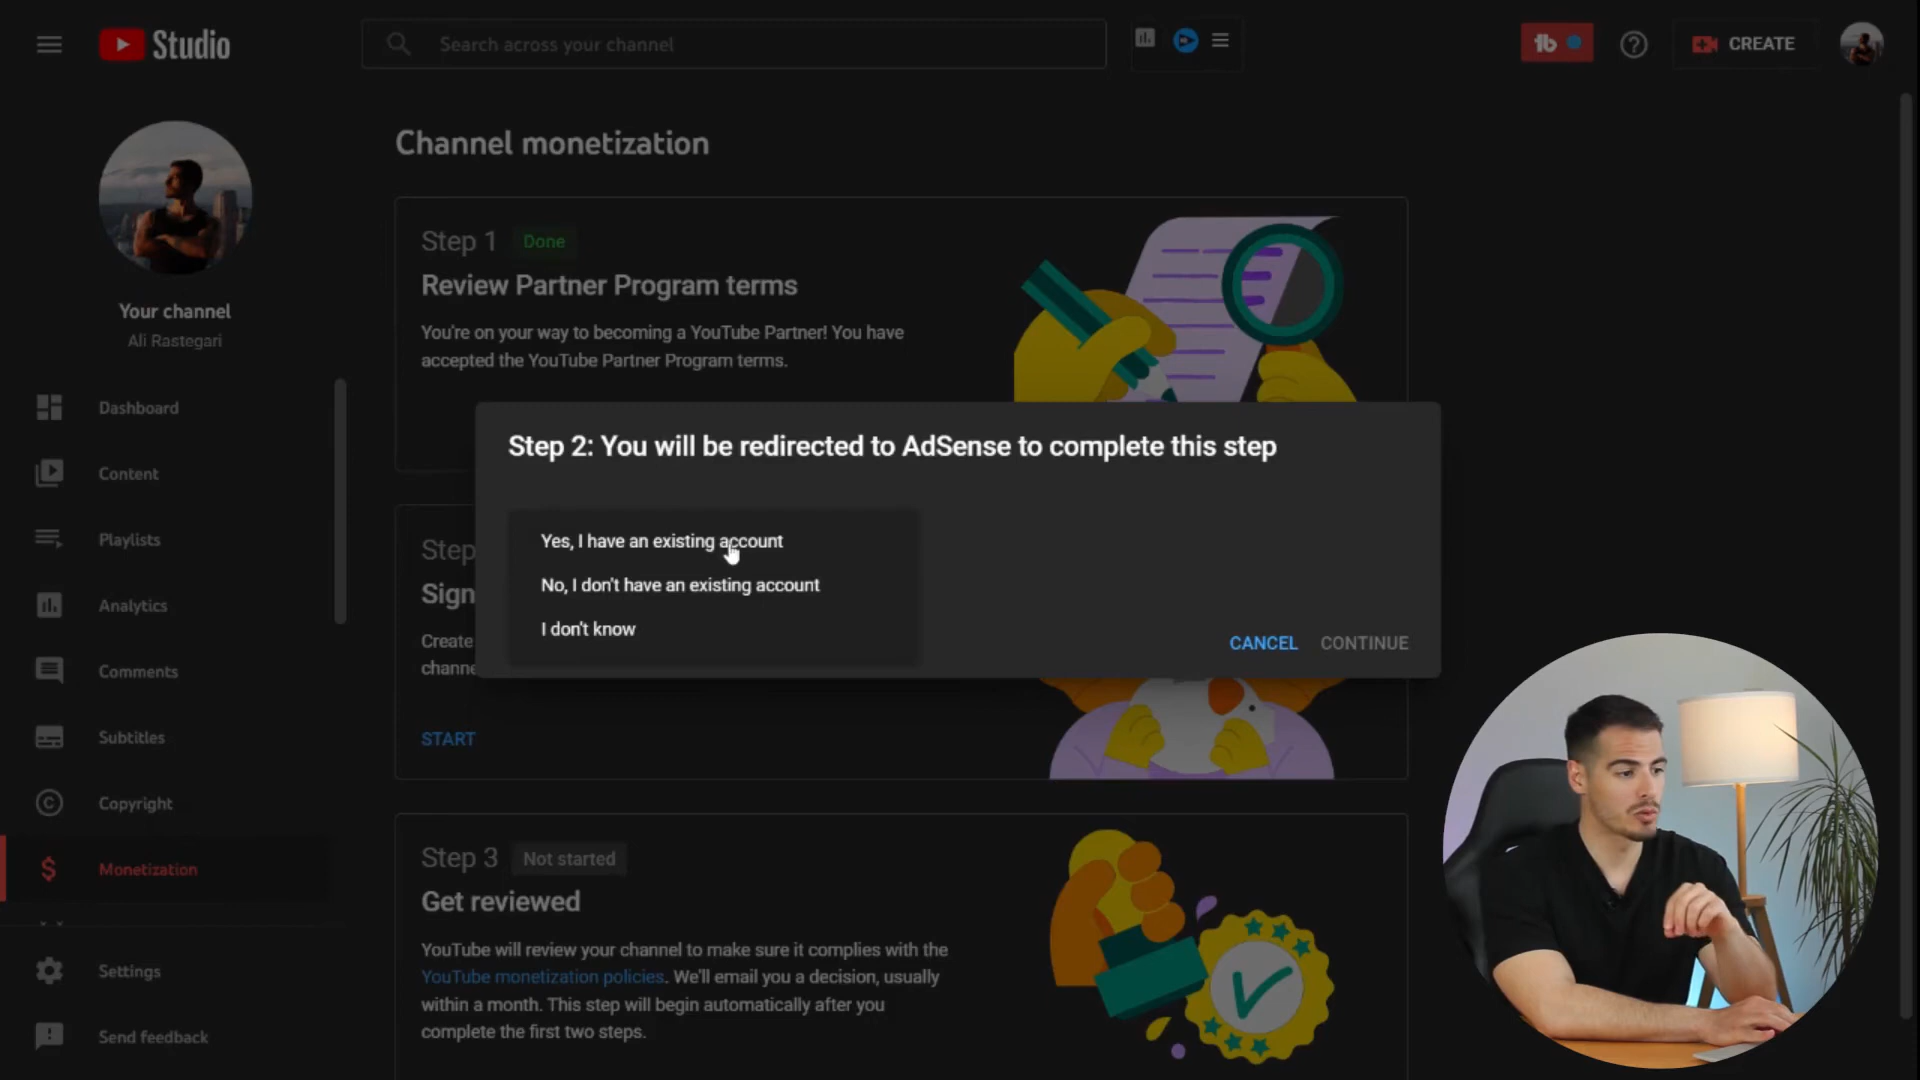 Studio
Search across your channel
CREATE
Your channel
Ali Rastegari
Dashboard
Content
Playlists
Analytics
Comments
Subtitles
Copyright
Monetization
Settings
Send feedback
Channel monetization
Step 1 Done
Review Partner Program terms
You're on your way to becoming a YouTube Partner! You have
accepted the YouTube Partner Program terms.
Step 2: You will be redirected to AdSense to complete this step
Yes, I have an existing account
No, I don't have an existing account
I don't know
CANCEL CONTINUE
Step
Sign
Create
channe
START
Step 3 Not started
Get reviewed
YouTube will review your channel to make sure it complies with the
YouTube monetization policies. We'll email you a decision, usually
within a month. This step will begin automatically after you
complete the first two steps.